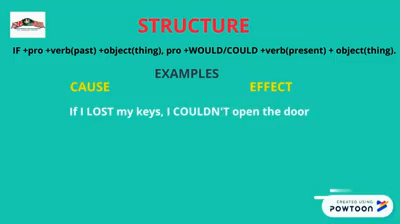 STRUCTURE
IF +pro +verb(past) +object(thing), pro +WOULD/COULD +verb(present) + object(thing).
EXAMPLES
CAUSE EFFECT
If I LOST my keys, I COULDN'T open the door
CREATED USING
POWTOON